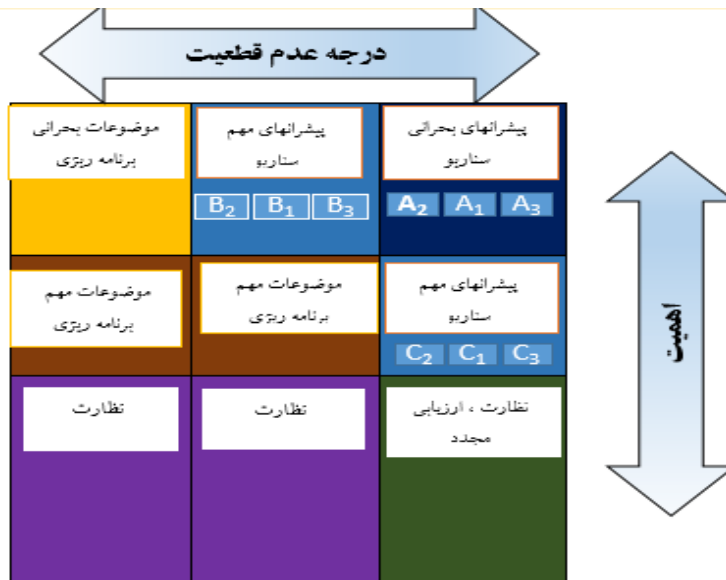 درجه عدم قطعیت
پیشرانهای بحرانی
سناریو
A₂ A₁ A₃
پیشرانهای مهم
سناریو
B₂ B₁ B₃
موضوعات بحرانی
برنامه ریزی
پیشرانهای مهم
سناریو
C₂ C₁ C₃
موضوعات مهم
برنامه ریزی
موضوعات مهم
برنامه ریزی
نظارت ، ارزیابی
مجدد
نظارت
نظارت
اهمیت